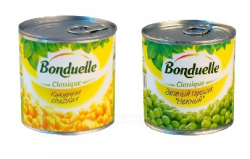 Bonduelle
Classique
Кукуруза
сладкая
Bonduelle
Classique
Зелёный горошек
"Нежный"